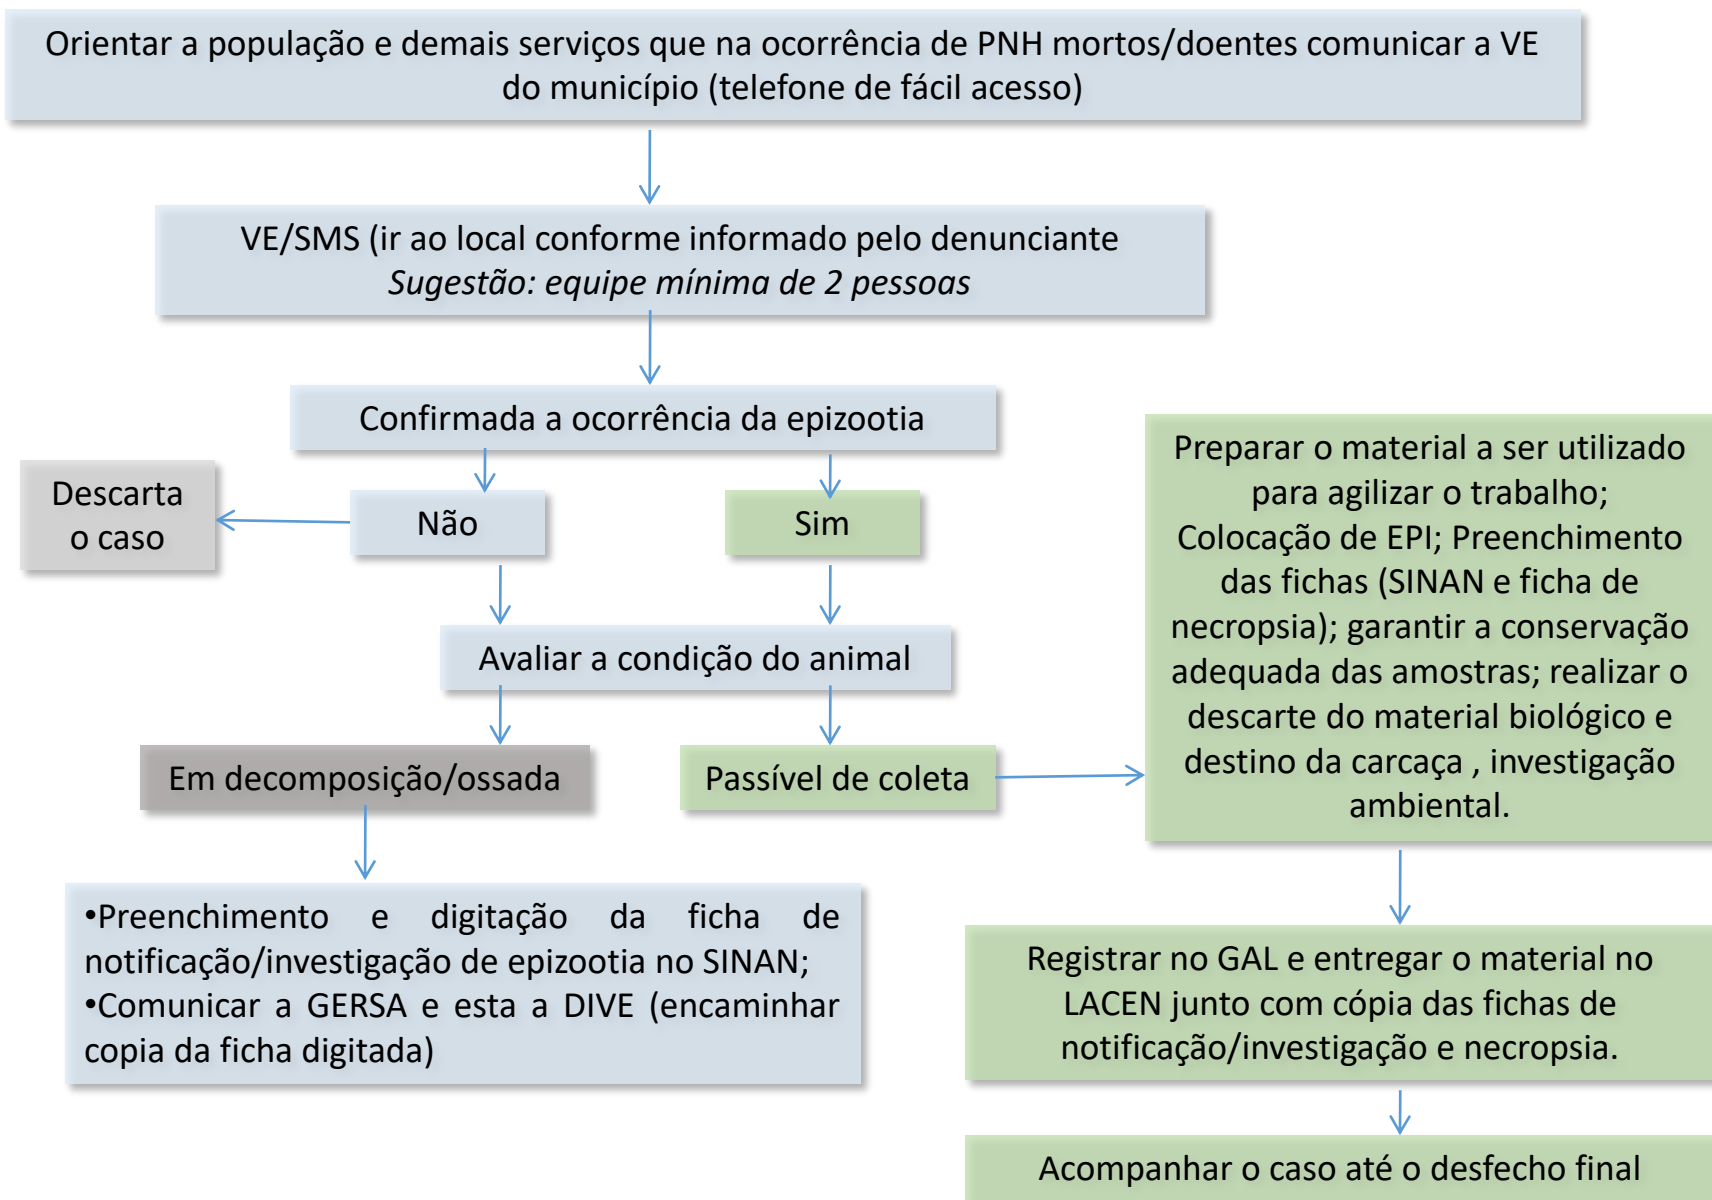 Orientar a população e demais serviços que na ocorrência de PNH mortos/doentes comunicar a VE
do município (telefone de fácil acesso)
VE/SMS (ir ao local conforme informado pelo denunciante
Sugestão: equipe mínima de 2 pessoas
Confirmada a ocorrência da epizootia
Descarta
o caso
Não
Sim
Avaliar a condição do animal
Em decomposição/ossada
Passível de coleta
Preparar o material a ser utilizado
para agilizar o trabalho;
Colocação de EPI; Preenchimento
das fichas (SINAN e ficha de
necropsia); garantir a conservação
adequada das amostras; realizar o
descarte do material biológico e
destino da carcaça , investigação
ambiental.
•Preenchimento e digitação da ficha de
notificação/investigação de epizootia no SINAN;
•Comunicar a GERSA e esta a DIVE (encaminhar
copia da ficha digitada)
Registrar no GAL e entregar o material no
LACEN junto com cópia das fichas de
notificação/investigação e necropsia.
Acompanhar o caso até o desfecho final